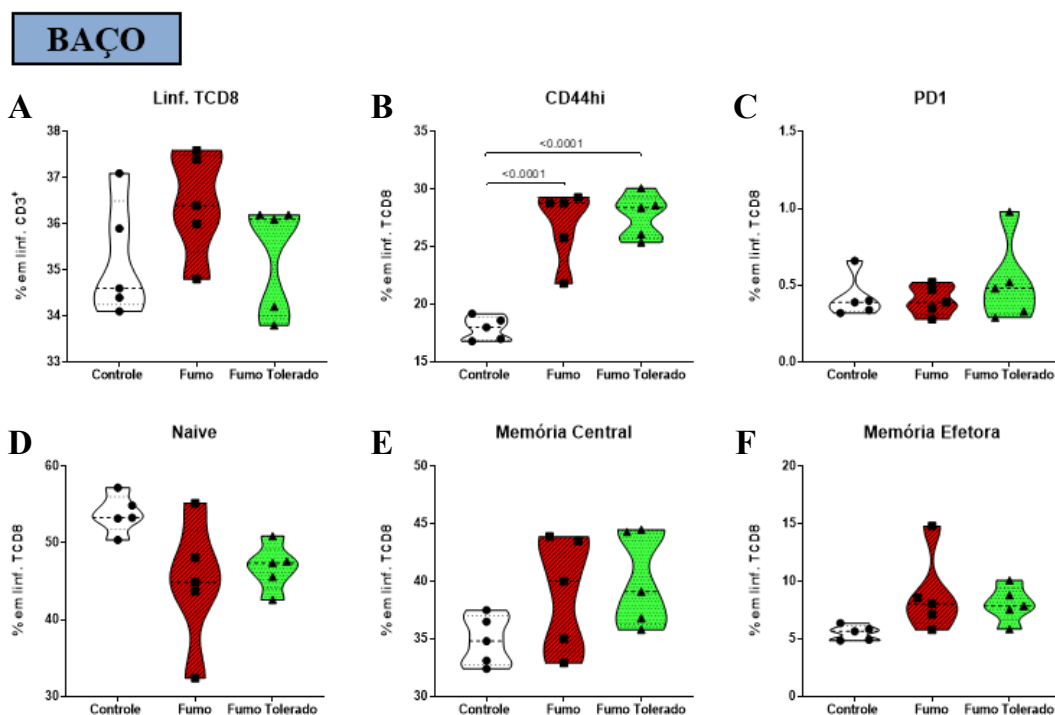 BAÇO
A
Linf. TCD8
% em linf. CD3+
38
37
36
35
34
33
Controle
Fumo
Fumo Tolerado
B
CD44hi
% em linf. TCD8
35
30
25
20
15
<0.0001
<0.0001
Controle
Fumo
Fumo Tolerado
C
PD1
% em linf. TCD8
1.5
1.0
0.5
0.0
Controle
Fumo
Fumo Tolerado
D
Naive
% em linf. TCD8
60
50
40
30
Controle
Fumo
Fumo Tolerado
E
Memória Central
% em linf. TCD8
50
45
40
35
30
Controle
Fumo
Fumo Tolerado
F
Memória Efetora
% em linf. TCD8
20
15
10
5
0
Controle
Fumo
Fumo Tolerado